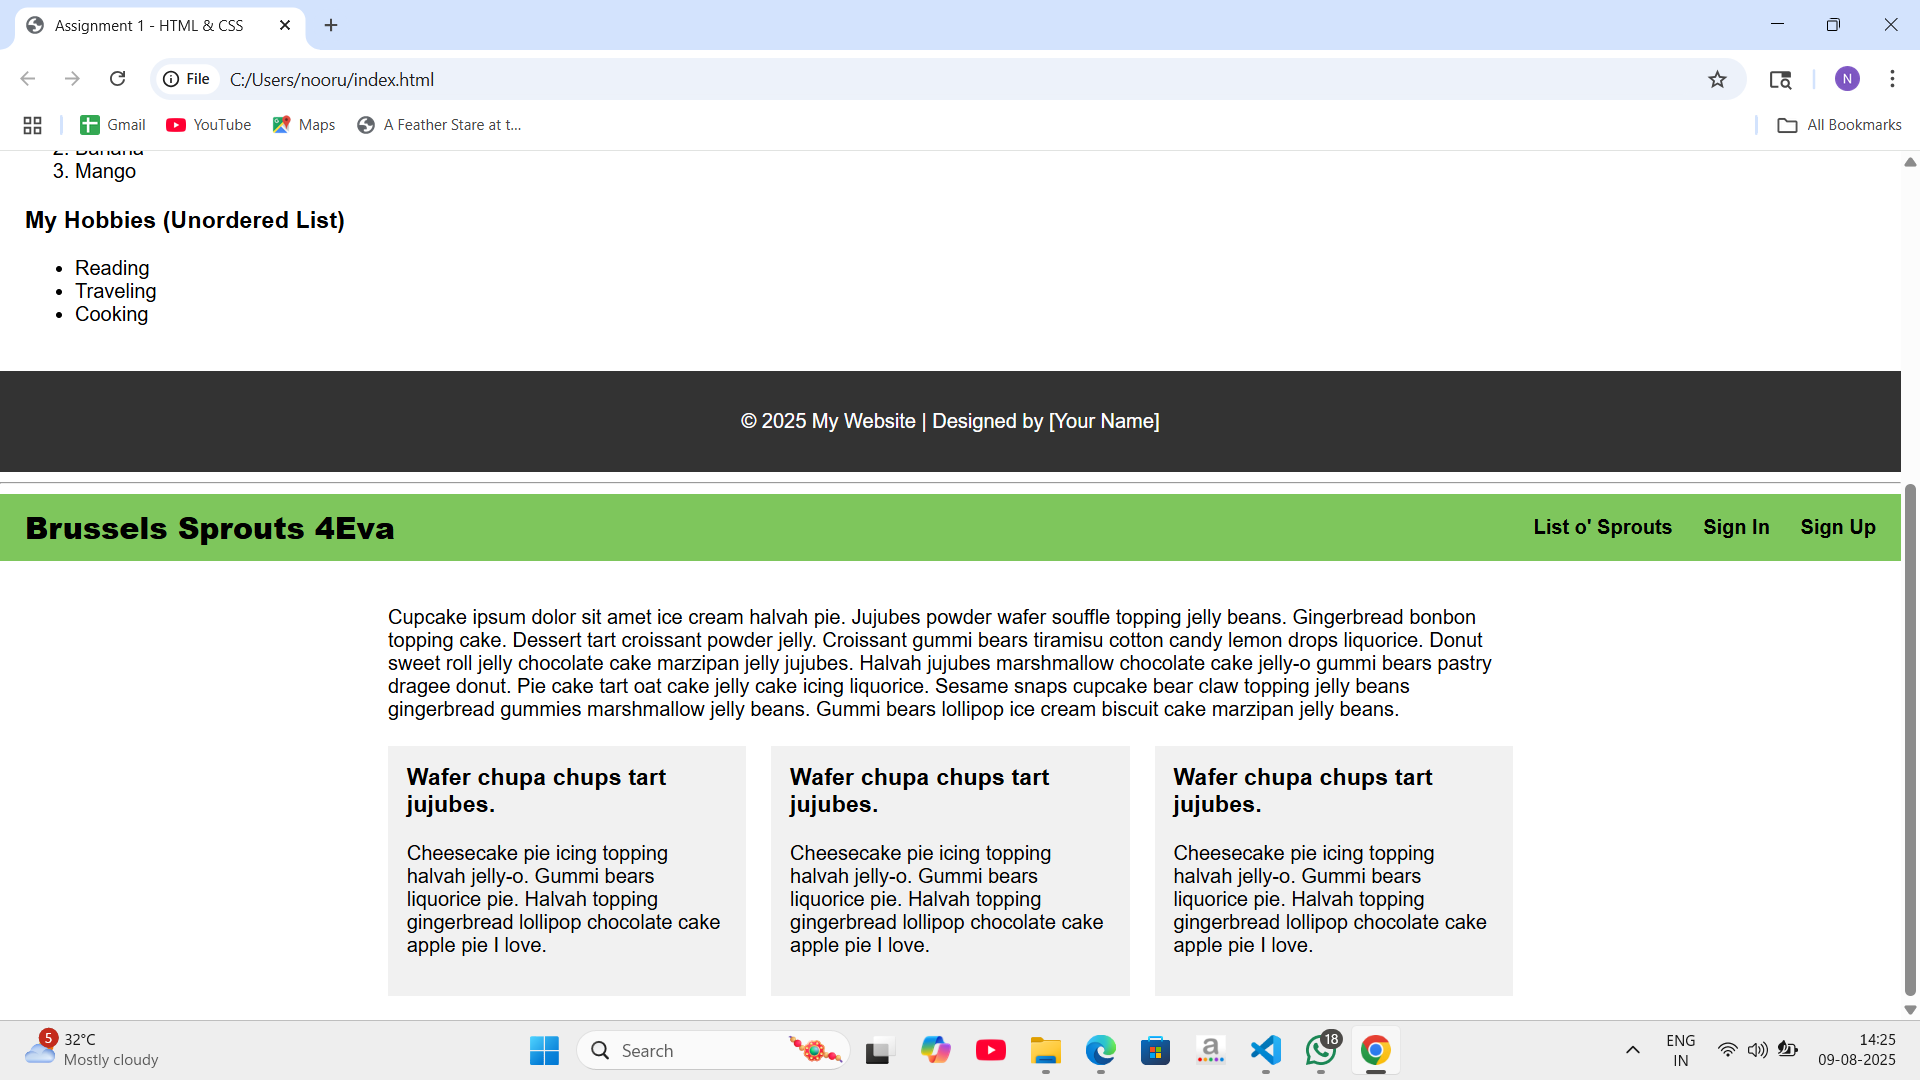 Assignment 1 - HTML & CSS
File
C:/Users/nooru/index.html
N
Gmail
YouTube
Maps
A Feather Stare at t...
All Bookmarks
2. Banana
3. Mango
My Hobbies (Unordered List)
Reading
Traveling
Cooking
© 2025 My Website | Designed by [Your Name]
Brussels Sprouts 4Eva
List o' Sprouts
Sign In
Sign Up
Cupcake ipsum dolor sit amet ice cream halvah pie. Jujubes powder wafer souffle topping jelly beans. Gingerbread bonbon
topping cake. Dessert tart croissant powder jelly. Croissant gummi bears tiramisu cotton candy lemon drops liquorice. Donut
sweet roll jelly chocolate cake marzipan jelly jujubes. Halvah jujubes marshmallow chocolate cake jelly-o gummi bears pastry
dragee donut. Pie cake tart oat cake jelly cake icing liquorice. Sesame snaps cupcake bear claw topping jelly beans
gingerbread gummies marshmallow jelly beans. Gummi bears lollipop ice cream biscuit cake marzipan jelly beans.
Wafer chupa chups tart
jujubes.
Cheesecake pie icing topping
halvah jelly-o. Gummi bears
liquorice pie. Halvah topping
gingerbread lollipop chocolate cake
apple pie I love.
Wafer chupa chups tart
jujubes.
Cheesecake pie icing topping
halvah jelly-o. Gummi bears
liquorice pie. Halvah topping
gingerbread lollipop chocolate cake
apple pie I love.
Wafer chupa chups tart
jujubes.
Cheesecake pie icing topping
halvah jelly-o. Gummi bears
liquorice pie. Halvah topping
gingerbread lollipop chocolate cake
apple pie I love.
5
32°C
Mostly cloudy
Search
a
18
ENG
IN
14:25
09-08-2025